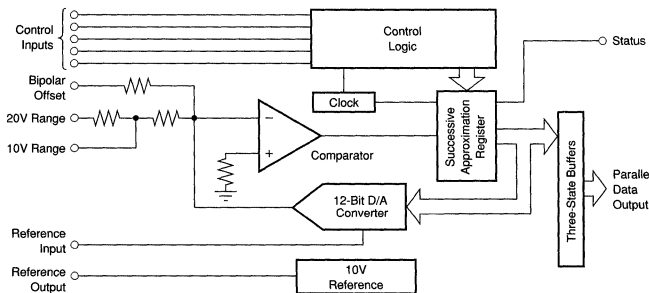 Control
Inputs
Control
Logic
Status
Bipolar
Offset
Clock
20V Range
10V Range
−
+
Comparator
Successive
Approximation
Register
Three-State Buffers
12-Bit D/A
Converter
Paralle
Data
Output
Reference
Input
Reference
Output
10V
Reference